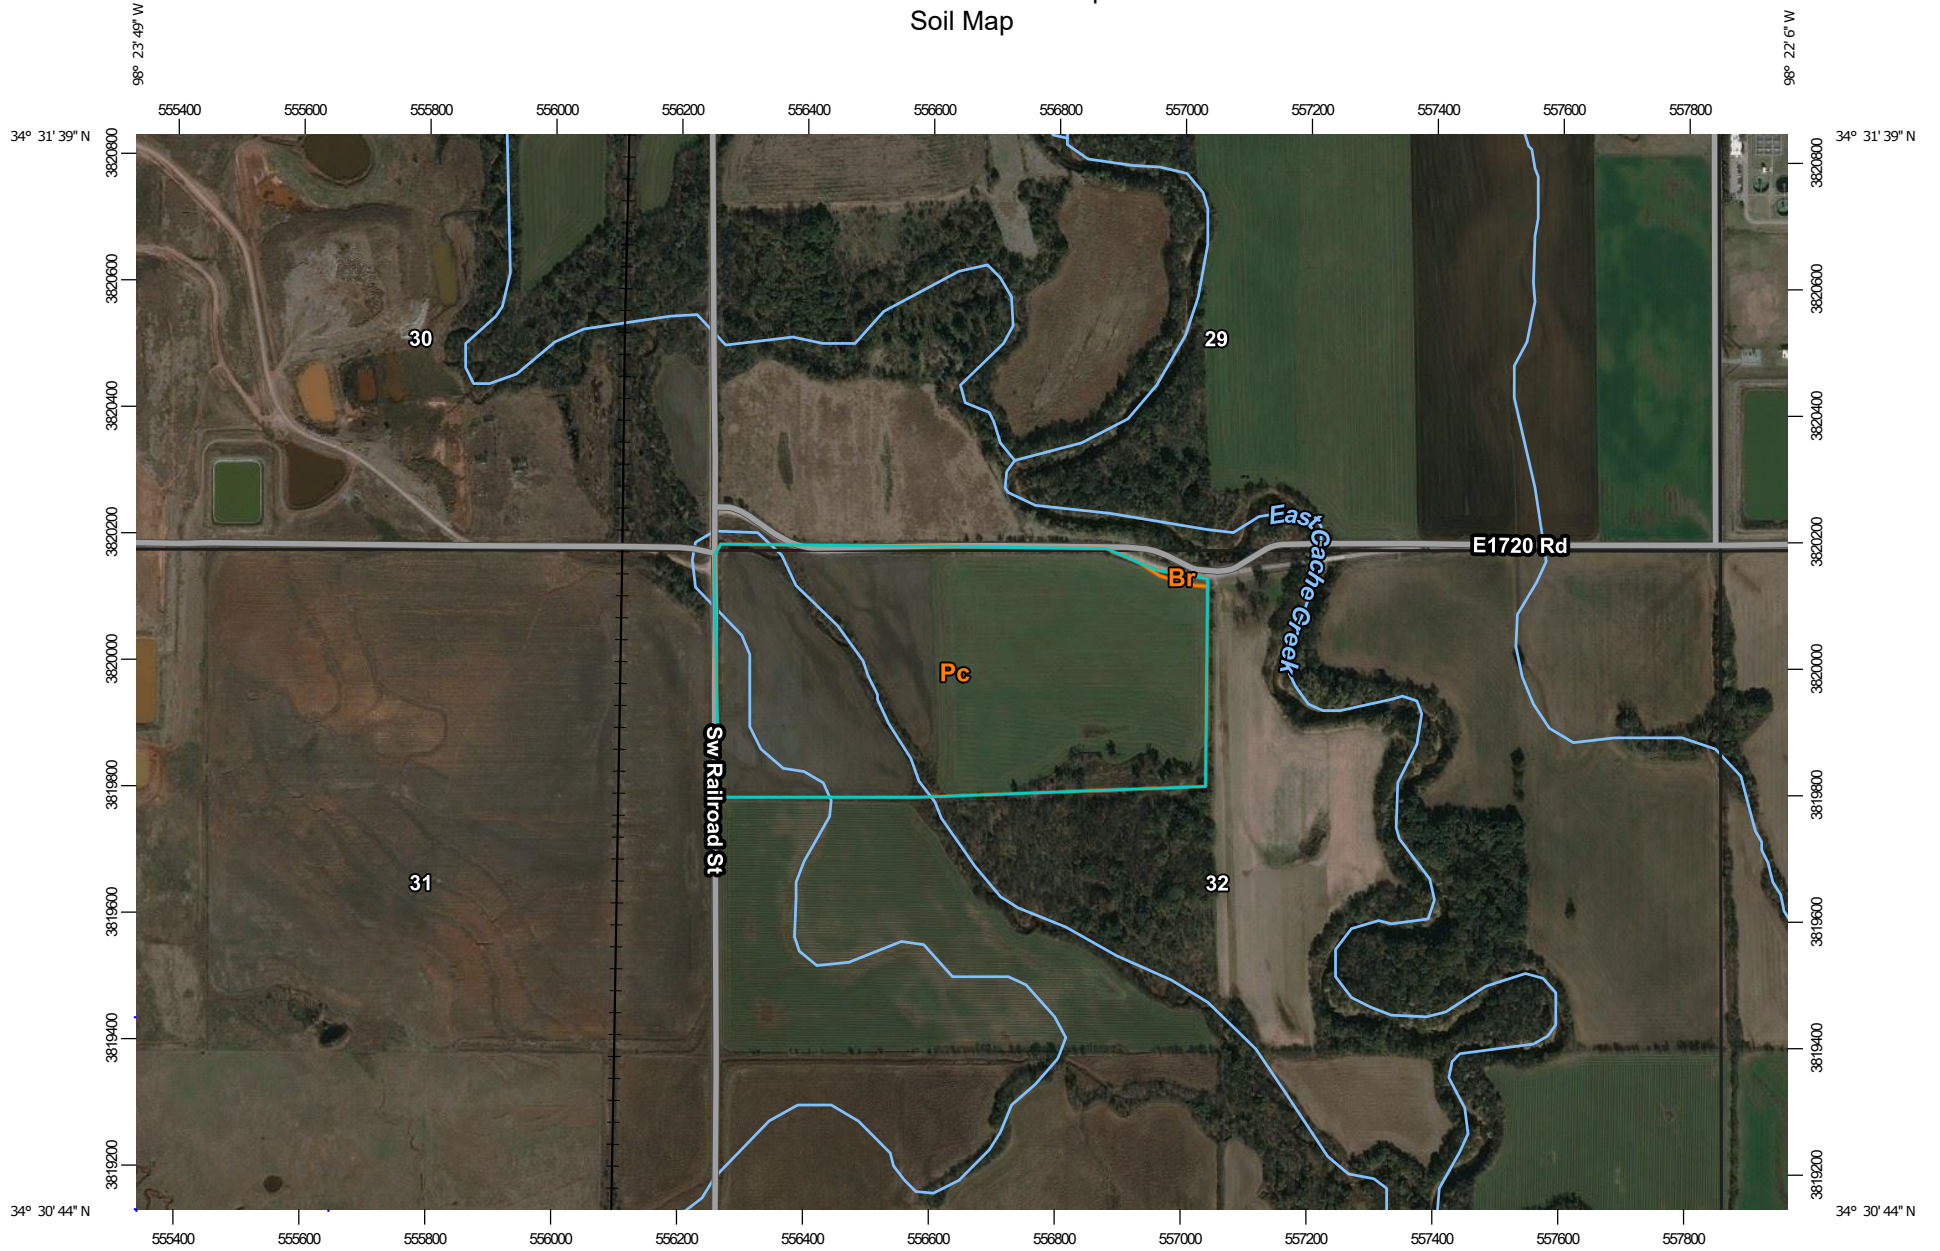 Soil Map
98° 23' 49'' W
98° 22' 6'' W
555400 555600 555800 556000 556200 556400 556600 556800 557000 557200 557400 557600 557800
34° 31' 39'' N
34° 31' 39'' N
3820800
3820800
3820600
3820600
30
29
3820400
3820400
3820200
3820200
East Cache Creek
E1720 Rd
Br
3820000
3820000
Pc
Sw Railroad St
3819800
3819800
31
32
3819600
3819600
3819400
3819400
3819200
3819200
34° 30' 44'' N
34° 30' 44'' N
555400 555600 555800 556000 556200 556400 556600 556800 557000 557200 557400 557600 557800